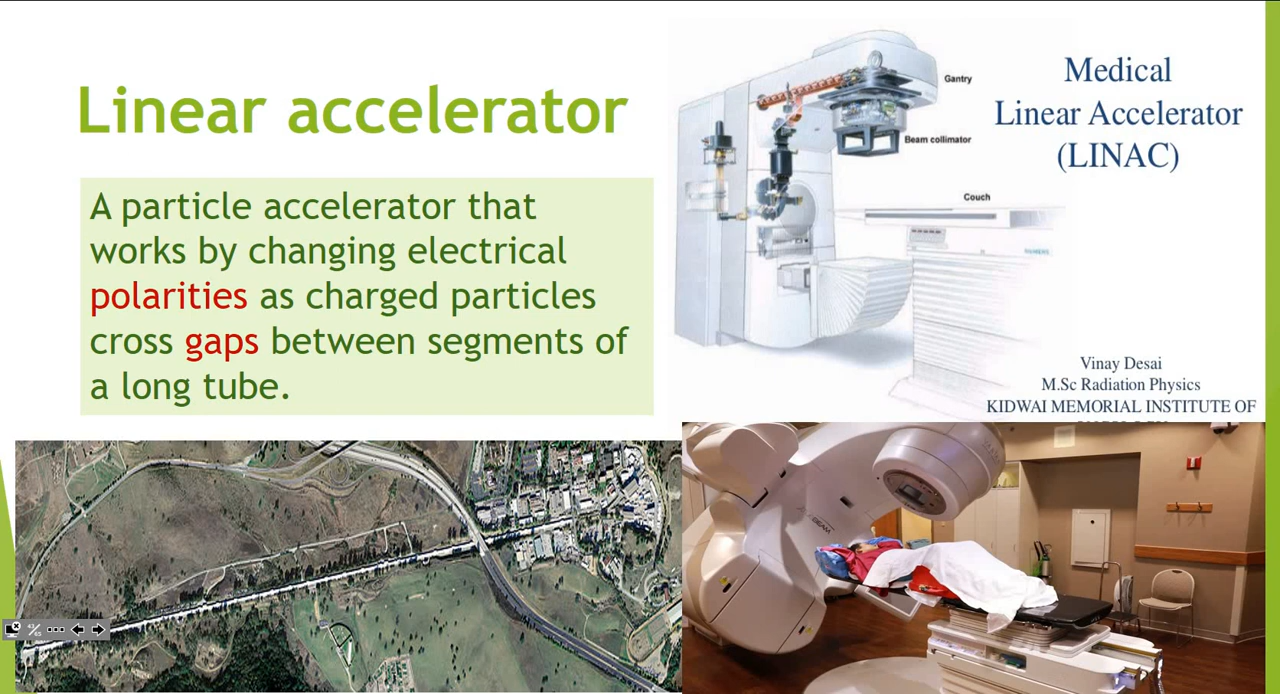 Linear accelerator
A particle accelerator that
works by changing electrical
polarities as charged particles
cross gaps between segments of
a long tube.
Gantry
Beam collimator
Couch
SIEMENS
Medical
Linear Accelerator
(LINAC)
Vinay Desai
M.Sc Radiation Physics
KIDWAI MEMORIAL INSTITUTE OF